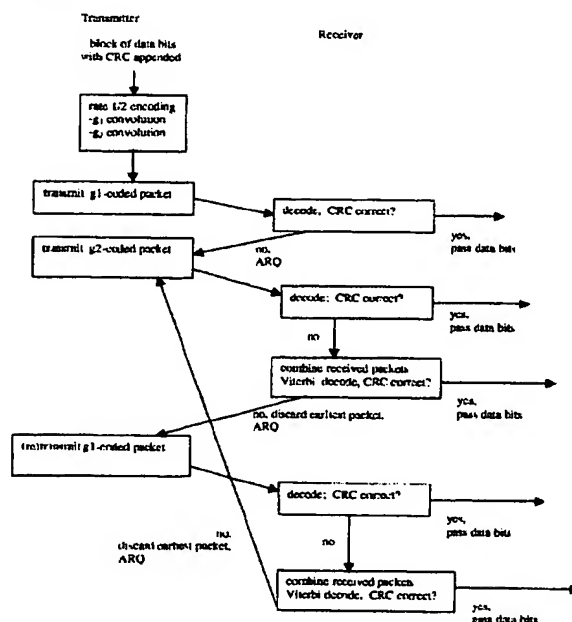 Transmitter
Receiver
block of data bits
with CRC appended
rate 1/2 encoding
-g1 convolution
-g2 convolution
transmit g1-coded packet
decode, CRC correct?
yes,
pass data bits
no,
ARQ
transmit g2-coded packet
decode; CRC correct?
yes,
pass data bits
no
combine received packets
Viterbi decode, CRC correct?
yes,
pass data bits
no, discard earliest packet,
ARQ
g1-coded packet
decode; CRC correct?
yes,
pass data bits
no
no,
discard earliest packet,
ARQ
combine received packets
Viterbi decode, CRC correct?
yes,
pass data bits